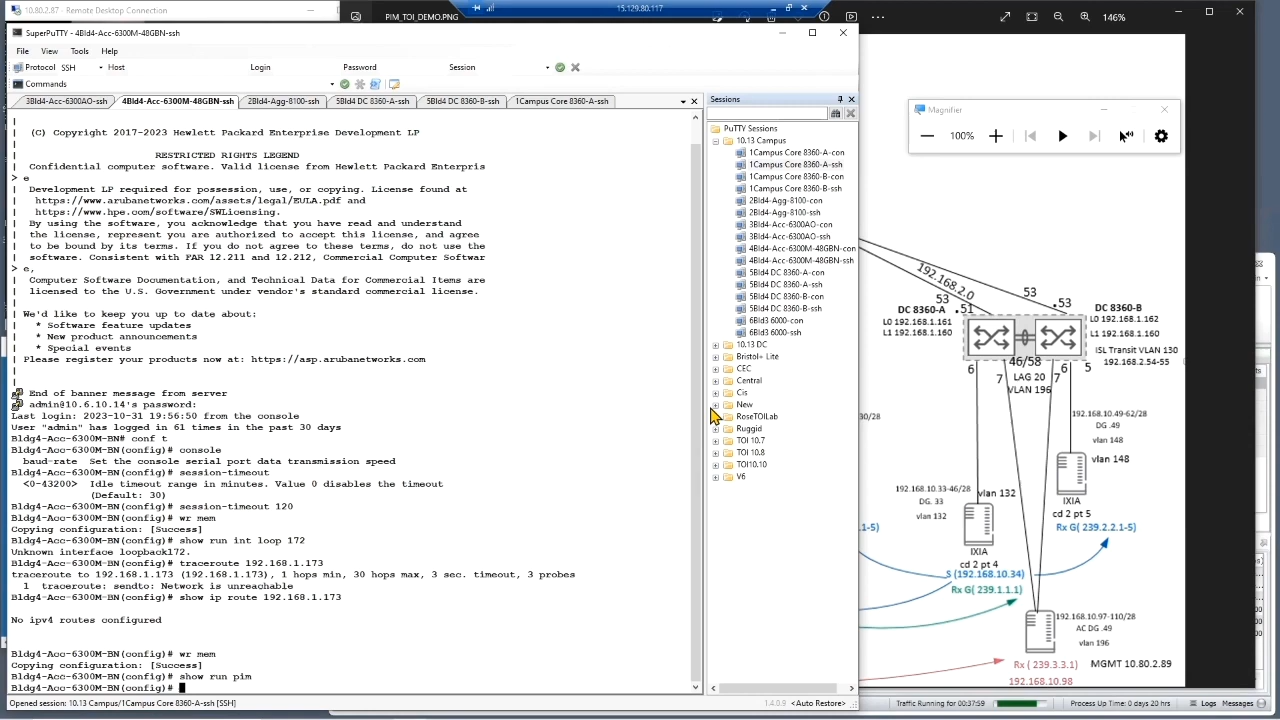 10.80.2.87 - Remote Desktop Connection
PIM_TOI_DEMO.PNG
15.129.80.117
146%
SuperPuTTY - 4Bld4-Acc-6300M-48GBN-ssh
File View Tools Help
Protocol SSH Host Login Password Session
Commands
3Bld4-Acc-6300AO-ssh 4Bld4-Acc-6300M-48GBN-ssh 2Bld4-Agg-8100-ssh 5Bld4 DC 8360-A-ssh 5Bld4 DC 8360-B-ssh 1Campus Core 8360-A-ssh
|
| (C) Copyright 2017-2023 Hewlett Packard Enterprise Development LP
|
| RESTRICTED RIGHTS LEGEND
| Confidential computer software. Valid license from Hewlett Packard Enterpris
> e
| Development LP required for possession, use, or copying. License found at
| https://www.arubanetworks.com/assets/legal/EULA.pdf and
| https://www.hpe.com/software/SWLicensing.
| By using the software, you acknowledge that you have read and understand
| the license, represent you are authorized to accept this license, and agree
| to be bound by its terms. If you do not agree to these terms, do not use the
| software. Consistent with FAR 12.211 and 12.212, Commercial Computer Softwar
> e,
| Computer Software Documentation, and Technical Data for Commercial Items are
| licensed to the U.S. Government under vendor's standard commercial license.
|
| We'd like to keep you up to date about:
| * Software feature updates
| * New product announcements
| * Special events
| Please register your products now at: https://asp.arubanetworks.com
|
|
End of banner message from server
admin@10.6.10.14's password:
Last login: 2023-10-31 19:56:50 from the console
User "admin" has logged in 61 times in the past 30 days
Bldg4-Acc-6300M-BN# conf t
Bldg4-Acc-6300M-BN(config)# console
baud-rate Set the console serial port data transmission speed
Bldg4-Acc-6300M-BN(config)# session-timeout
<0-43200> Idle timeout range in minutes. Value 0 disables the timeout
(Default: 30)
Bldg4-Acc-6300M-BN(config)# session-timeout 120
Bldg4-Acc-6300M-BN(config)# wr mem
Copying configuration: [Success]
Bldg4-Acc-6300M-BN(config)# show run int loop 172
Unknown interface loopback172.
Bldg4-Acc-6300M-BN(config)# traceroute 192.168.1.173
traceroute to 192.168.1.173 (192.168.1.173), 1 hops min, 30 hops max, 3 sec. timeout, 3 probes
1 traceroute: sendto: Network is unreachable
Bldg4-Acc-6300M-BN(config)# show ip route 192.168.1.173
No ipv4 routes configured
Bldg4-Acc-6300M-BN(config)# wr mem
Copying configuration: [Success]
Bldg4-Acc-6300M-BN(config)# show run pim
Bldg4-Acc-6300M-BN(config)#
Opened session: 10.13 Campus/1Campus Core 8360-A-ssh [SSH]
1.4.0.9 <Auto Restore>
Sessions
PuTTY Sessions
10.13 Campus
1Campus Core 8360-A-con
1Campus Core 8360-A-ssh
1Campus Core 8360-B-con
1Campus Core 8360-B-ssh
2Bld4-Agg-8100-con
2Bld4-Agg-8100-ssh
3Bld4-Acc-6300AO-con
3Bld4-Acc-6300AO-ssh
4Bld4-Acc-6300M-48GBN-con
4Bld4-Acc-6300M-48GBN-ssh
5Bld4 DC 8360-A-con
5Bld4 DC 8360-A-ssh
5Bld4 DC 8360-B-con
5Bld4 DC 8360-B-ssh
6Bld3 6000-con
6Bld3 6000-ssh
10.13 DC
Bristol+ Lite
CEC
Central
Cis
New
RoseTOILab
Ruggid
TOI 10.7
TOI 10.8
TOI10.10
V6
Magnifier
100%
192.168.2.0
53
53
.51
.53
DC 8360-A
L0 192.168.1.161
L1 192.168.1.160
DC 8360-B
L0 192.168.1.162
L1 192.168.1.160
ISL Transit VLAN 130
192.168.2.54-55
46/58
6 7 7 6 5
LAG 20
VLAN 196
30/28
192.168.10.49-62/28
DG .49
vlan 148
vlan 148
192.168.10.33-46/28
DG. 33
vlan 132
vlan 132
IXIA
cd 2 pt 5
Rx G( 239.2.2.1-5)
.1-5)
IXIA
cd 2 pt 4
S (192.168.10.34)
Rx G( 239.1.1.1)
192.168.10.97-110/28
AC DG .49
vlan 196
Rx ( 239.3.3.1)
192.168.10.98
MGMT 10.80.2.89
Traffic Running for 00:37:59
Process Up Time: 0 days 20 hrs
Logs Messages